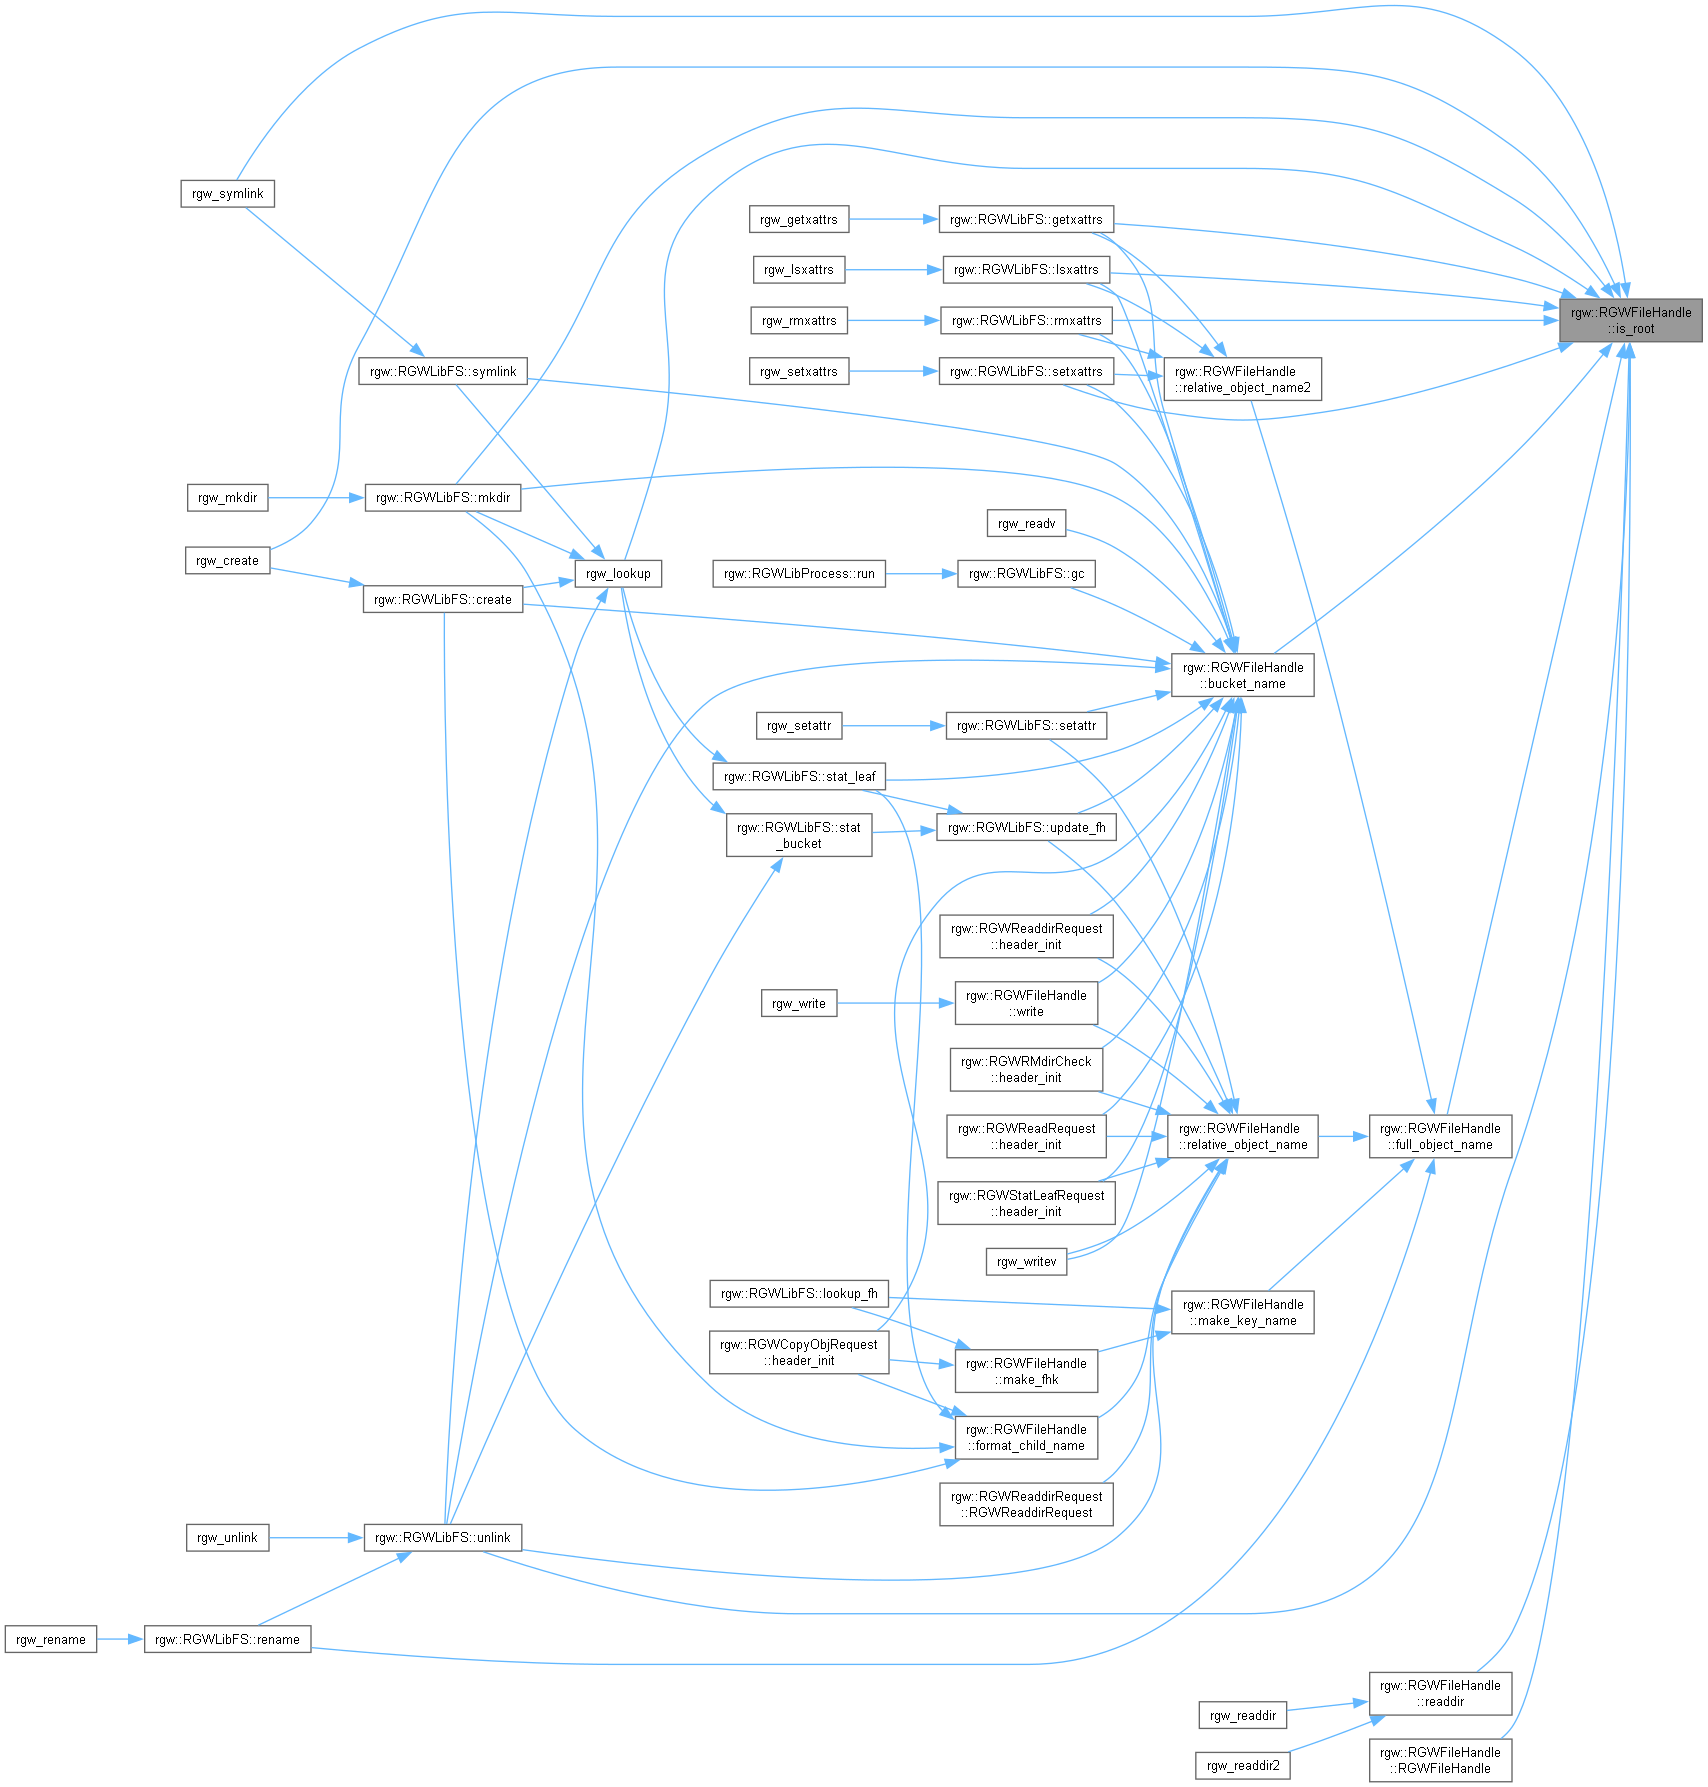 rgw_symlink
rgw_getxattrs
rgw::RGWLibFS::getxattrs
rgw_lsxattrs
rgw::RGWLibFS::lsxattrs
rgw_rmxattrs
rgw::RGWLibFS::rmxattrs
rgw::RGWFileHandle
::is_root
rgw::RGWLibFS::symlink
rgw_setxattrs
rgw::RGWLibFS::setxattrs
rgw::RGWFileHandle
::relative_object_name2
rgw_mkdir
rgw::RGWLibFS::mkdir
rgw_readv
rgw_create
rgw_lookup
rgw::RGWLibProcess::run
rgw::RGWLibFS::gc
rgw::RGWLibFS::create
rgw::RGWFileHandle
::bucket_name
rgw_setattr
rgw::RGWLibFS::setattr
rgw::RGWLibFS::stat_leaf
rgw::RGWLibFS::stat
_bucket
rgw::RGWLibFS::update_fh
rgw::RGWReaddirRequest
::header_init
rgw_write
rgw::RGWFileHandle
::write
rgw::RGWRMdirCheck
::header_init
rgw::RGWReadRequest
::header_init
rgw::RGWFileHandle
::relative_object_name
rgw::RGWFileHandle
::full_object_name
rgw::RGWStatLeafRequest
::header_init
rgw_writev
rgw::RGWLibFS::lookup_fh
rgw::RGWFileHandle
::make_key_name
rgw::RGWCopyObjRequest
::header_init
rgw::RGWFileHandle
::make_fhk
rgw::RGWFileHandle
::format_child_name
rgw::RGWReaddirRequest
::RGWReaddirRequest
rgw_unlink
rgw::RGWLibFS::unlink
rgw_rename
rgw::RGWLibFS::rename
rgw::RGWFileHandle
::readdir
rgw_readdir
rgw_readdir2
rgw::RGWFileHandle
::RGWFileHandle